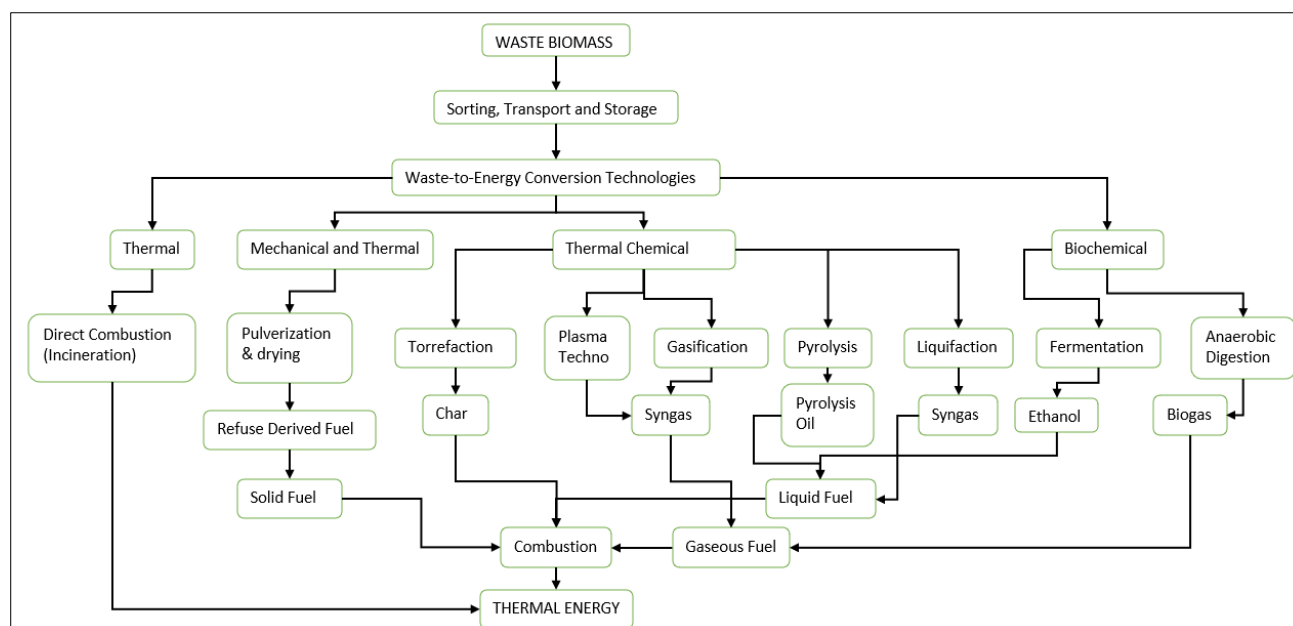 WASTE BIOMASS
Sorting, Transport and Storage
Waste-to-Energy Conversion Technologies
Thermal
Mechanical and Thermal
Thermal Chemical
Biochemical
Direct Combustion
(Incineration)
Pulverization
& drying
Torrefaction
Plasma
Techno
Gasification
Pyrolysis
Liquifaction
Fermentation
Anaerobic
Digestion
Refuse Derived Fuel
Char
Syngas
Pyrolysis
Oil
Syngas
Ethanol
Biogas
Solid Fuel
Liquid Fuel
Combustion
Gaseous Fuel
THERMAL ENERGY